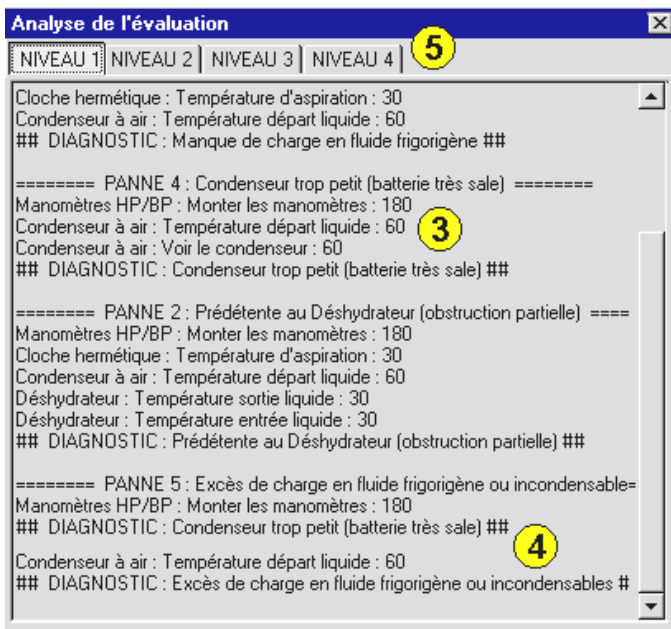 Analyse de l'évaluation
NIVEAU 1 NIVEAU 2 NIVEAU 3 NIVEAU 4 5
Cloche hermétique : Température d'aspiration : 30
Condenseur à air : Température départ liquide : 60
## DIAGNOSTIC : Manque de charge en fluide frigorigène ##
======== PANNE 4 : Condenseur trop petit (batterie très sale) ========
Manomètres HP/BP : Monter les manomètres : 180
Condenseur à air : Température départ liquide : 60 3
Condenseur à air : Voir le condenseur : 60
## DIAGNOSTIC : Condenseur trop petit (batterie très sale) ##
======== PANNE 2 : Prédétente au Déshydrateur (obstruction partielle) ====
Manomètres HP/BP : Monter les manomètres : 180
Cloche hermétique : Température d'aspiration : 30
Condenseur à air : Température départ liquide : 60
Déshydrateur : Température sortie liquide : 30
Déshydrateur : Température entrée liquide : 30
## DIAGNOSTIC : Prédétente au Déshydrateur (obstruction partielle) ##
======== PANNE 5 : Excès de charge en fluide frigorigène ou incondensable=
Manomètres HP/BP : Monter les manomètres : 180
## DIAGNOSTIC : Condenseur trop petit (batterie très sale) ##
4
Condenseur à air : Température départ liquide : 60
## DIAGNOSTIC : Excès de charge en fluide frigorigène ou incondensables #